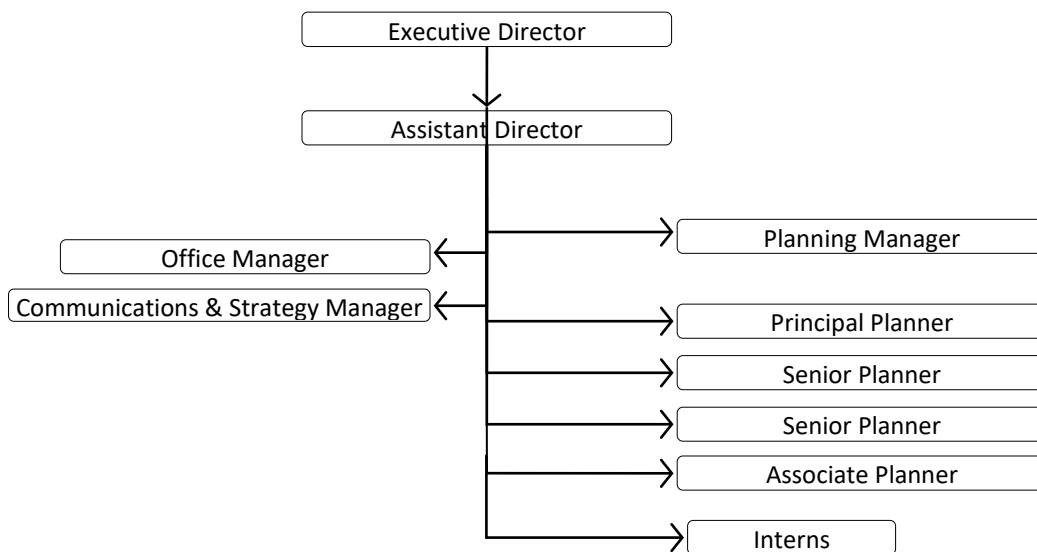 Executive Director
Assistant Director
Planning Manager
Office Manager
Communications & Strategy Manager
Principal Planner
Senior Planner
Senior Planner
Associate Planner
Interns